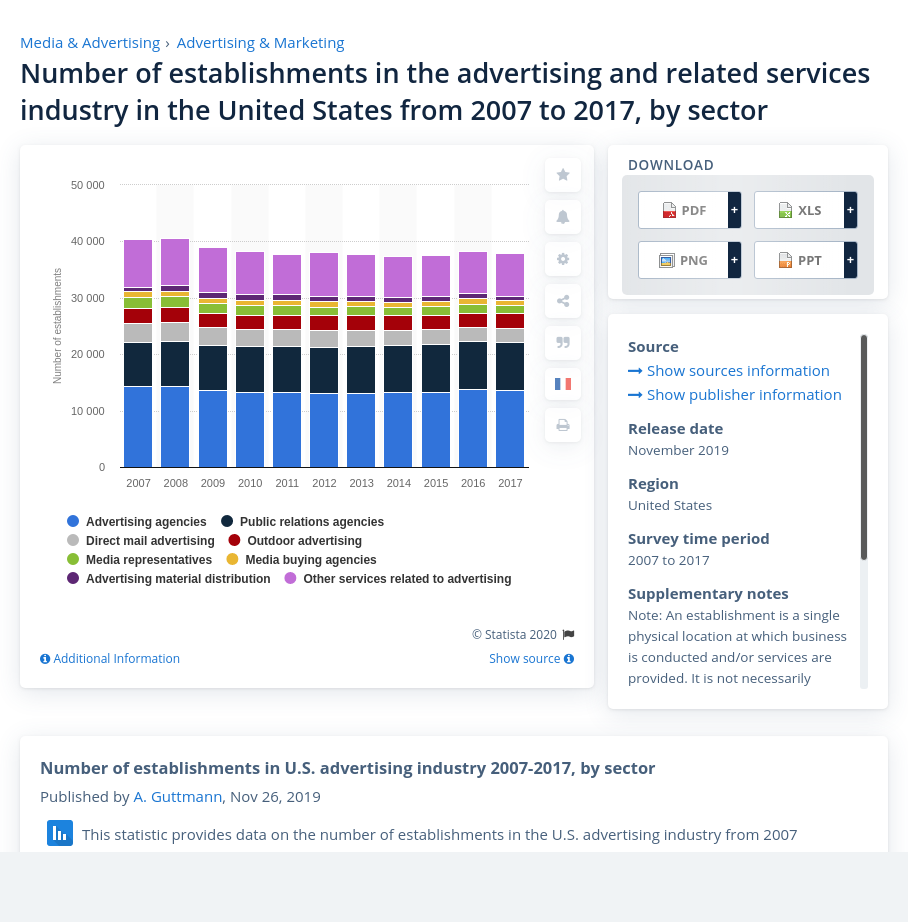 Media & Advertising › Advertising & Marketing
Number of establishments in the advertising and related services
industry in the United States from 2007 to 2017, by sector
50 000
40 000
30 000
20 000
10 000
0
Number of establishments
2007 2008 2009 2010 2011 2012 2013 2014 2015 2016 2017
Advertising agencies Public relations agencies
Direct mail advertising Outdoor advertising
Media representatives Media buying agencies
Advertising material distribution Other services related to advertising
© Statista 2020
Additional Information Show source
DOWNLOAD
PDF + XLS +
PNG + PPT +
Source
Show sources information
Show publisher information
Release date
November 2019
Region
United States
Survey time period
2007 to 2017
Supplementary notes
Note: An establishment is a single
physical location at which business
is conducted and/or services are
provided. It is not necessarily
Number of establishments in U.S. advertising industry 2007-2017, by sector
Published by A. Guttmann, Nov 26, 2019
This statistic provides data on the number of establishments in the U.S. advertising industry from 2007